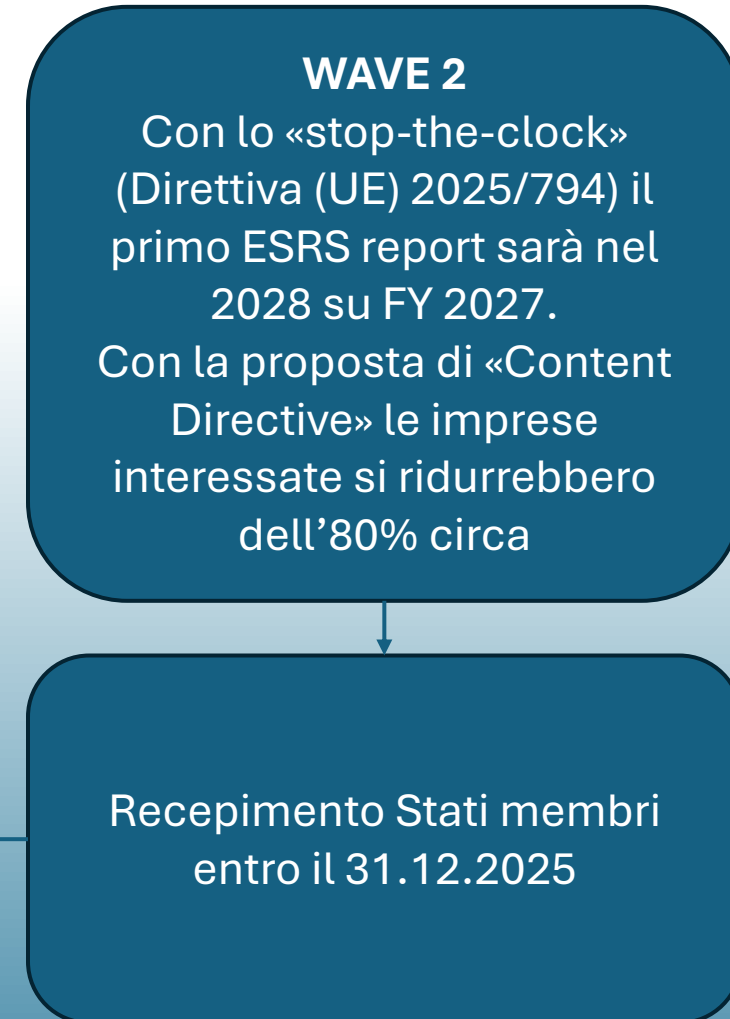 WAVE 2
Con lo «stop-the-clock»
(Direttiva (UE) 2025/794) il
primo ESRS report sarà nel
2028 su FY 2027.
Con la proposta di «Content
Directive» le imprese
interessate si ridurrebbero
dell’80% circa
Recepimento Stati membri
entro il 31.12.2025